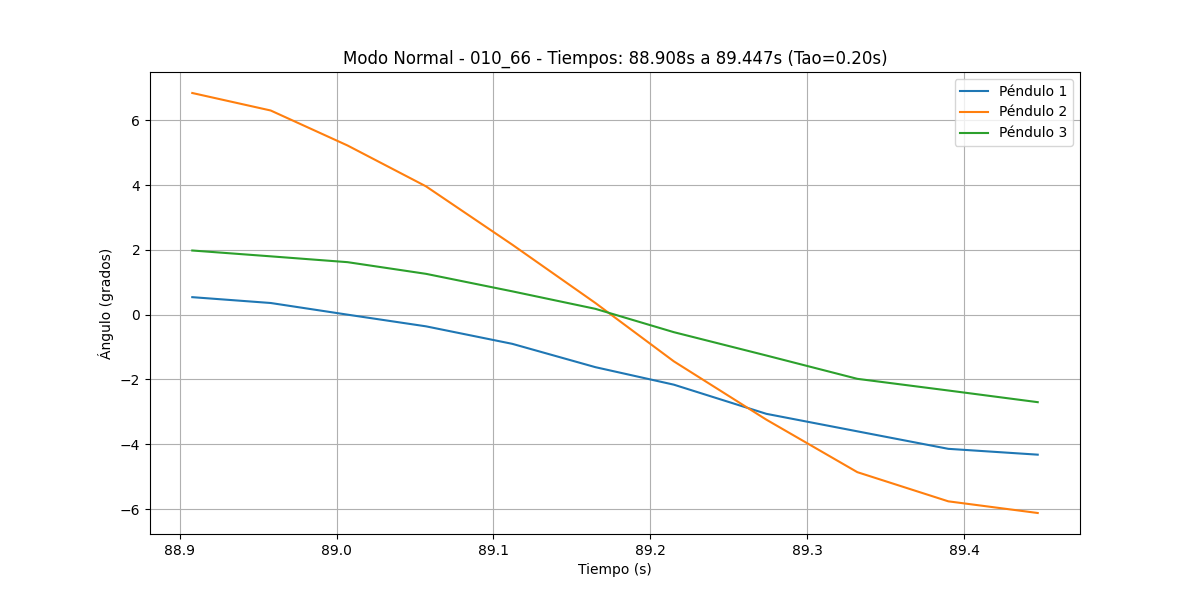 Modo Normal - 010_66 - Tiempos: 88.908s a 89.447s (Tao=0.20s)
Péndulo 1
Péndulo 2
Péndulo 3
Ángulo (grados)
6
4
2
0
−2
−4
−6
88.9 89.0 89.1 89.2 89.3 89.4
Tiempo (s)